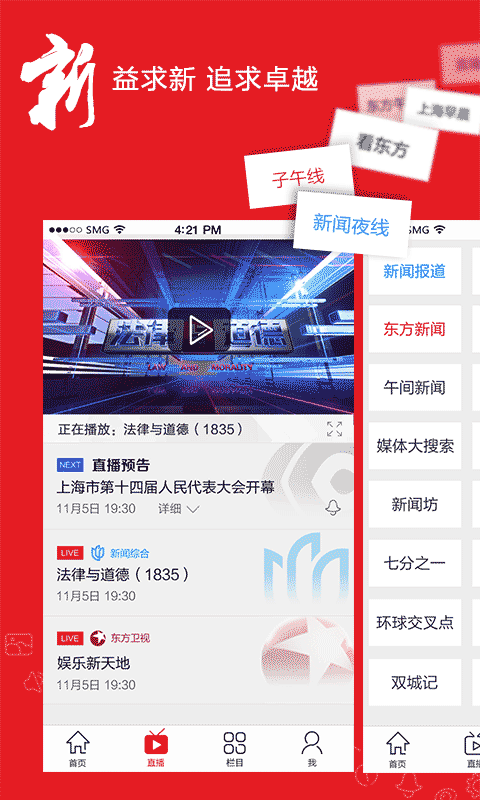 新
益求新 追求卓越
东方
上海早晨
看东方
子午线
新闻夜线
SMG
4:21 PM
SMG
法律与道德
LAW AND MORALITY
正在播放：法律与道德（1835）
NEXT 直播预告
上海市第十四届人民代表大会开幕
11月5日 19:30 详细
LIVE 新闻综合
法律与道德（1835）
11月5日 19:30
LIVE 东方卫视
娱乐新天地
11月5日 19:30
首页
直播
栏目
我
新闻报道
东方新闻
午间新闻
媒体大搜索
新闻坊
七分之一
环球交叉点
双城记
首页
直